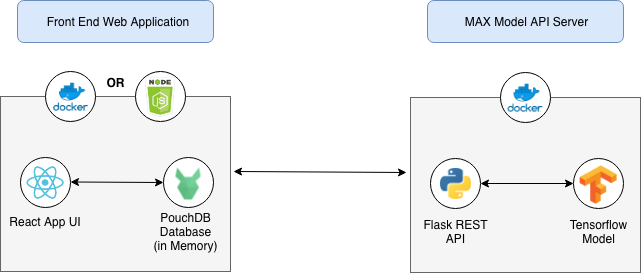 Front End Web Application
MAX Model API Server
docker
OR
NODE
JS
docker
React App UI
PouchDB
Database
(in Memory)
Flask REST
API
Tensorflow
Model